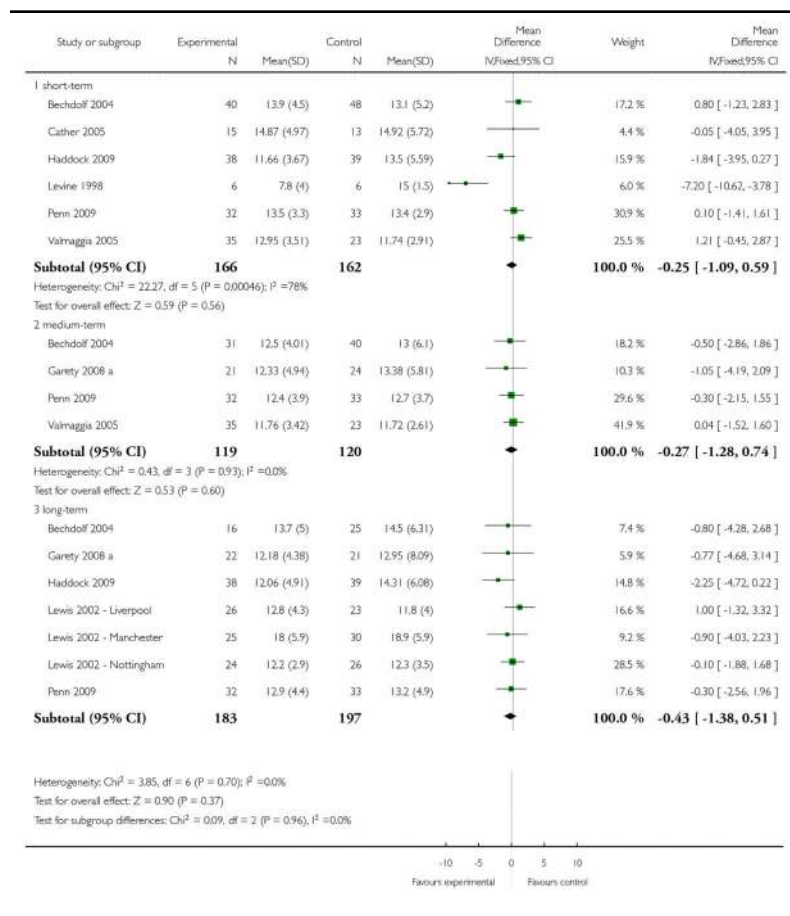 Study or subgroup Experimental Control Mean Difference Weight Mean Difference
N Mean(SD) N Mean(SD) IV,Fixed,95% CI IV,Fixed,95% CI
1 short-term
Bechdolf 2004 40 13.9 (4.5) 48 13.1 (5.2) 17.2 % 0.80 [ -1.23, 2.83 ]
Cather 2005 15 14.87 (4.97) 13 14.92 (5.72) 4.4 % -0.05 [ -4.05, 3.95 ]
Haddock 2009 38 11.66 (3.67) 39 13.5 (5.59) 15.9 % -1.84 [ -3.95, 0.27 ]
Levine 1998 6 7.8 (4) 6 15 (1.5) 6.0 % -7.20 [ -10.62, -3.78 ]
Penn 2009 32 13.5 (3.3) 33 13.4 (2.9) 30.9 % 0.10 [ -1.41, 1.61 ]
Valmaggia 2005 35 12.95 (3.51) 23 11.74 (2.91) 25.5 % 1.21 [ -0.45, 2.87 ]
Subtotal (95% CI) 166 162 100.0 % -0.25 [ -1.09, 0.59 ]
Heterogeneity: Chi² = 22.27, df = 5 (P = 0.00046); I² =78%
Test for overall effect: Z = 0.59 (P = 0.56)
2 medium-term
Bechdolf 2004 31 12.5 (4.01) 40 13 (6.1) 18.2 % -0.50 [ -2.86, 1.86 ]
Garety 2008 a 21 12.33 (4.94) 24 13.38 (5.81) 10.3 % -1.05 [ -4.19, 2.09 ]
Penn 2009 32 12.4 (3.9) 33 12.7 (3.7) 29.6 % -0.30 [ -2.15, 1.55 ]
Valmaggia 2005 35 11.76 (3.42) 23 11.72 (2.61) 41.9 % 0.04 [ -1.52, 1.60 ]
Subtotal (95% CI) 119 120 100.0 % -0.27 [ -1.28, 0.74 ]
Heterogeneity: Chi² = 0.43, df = 3 (P = 0.93); I² =0.0%
Test for overall effect: Z = 0.53 (P = 0.60)
3 long-term
Bechdolf 2004 16 13.7 (5) 25 14.5 (6.31) 7.4 % -0.80 [ -4.28, 2.68 ]
Garety 2008 a 22 12.18 (4.38) 21 12.95 (8.09) 5.9 % -0.77 [ -4.68, 3.14 ]
Haddock 2009 38 12.06 (4.91) 39 14.31 (6.08) 14.8 % -2.25 [ -4.72, 0.22 ]
Lewis 2002 - Liverpool 26 12.8 (4.3) 23 11.8 (4) 16.6 % 1.00 [ -1.32, 3.32 ]
Lewis 2002 - Manchester 25 18 (5.9) 30 18.9 (5.9) 9.2 % -0.90 [ -4.03, 2.23 ]
Lewis 2002 - Nottingham 24 12.2 (2.9) 26 12.3 (3.5) 28.5 % -0.10 [ -1.88, 1.68 ]
Penn 2009 32 12.9 (4.4) 33 13.2 (4.9) 17.6 % -0.30 [ -2.56, 1.96 ]
Subtotal (95% CI) 183 197 100.0 % -0.43 [ -1.38, 0.51 ]
Heterogeneity: Chi² = 3.85, df = 6 (P = 0.70); I² =0.0%
Test for overall effect: Z = 0.90 (P = 0.37)
Test for subgroup differences: Chi² = 0.09, df = 2 (P = 0.96), I² =0.0%
-10 -5 0 5 10
Favours experimental Favours control